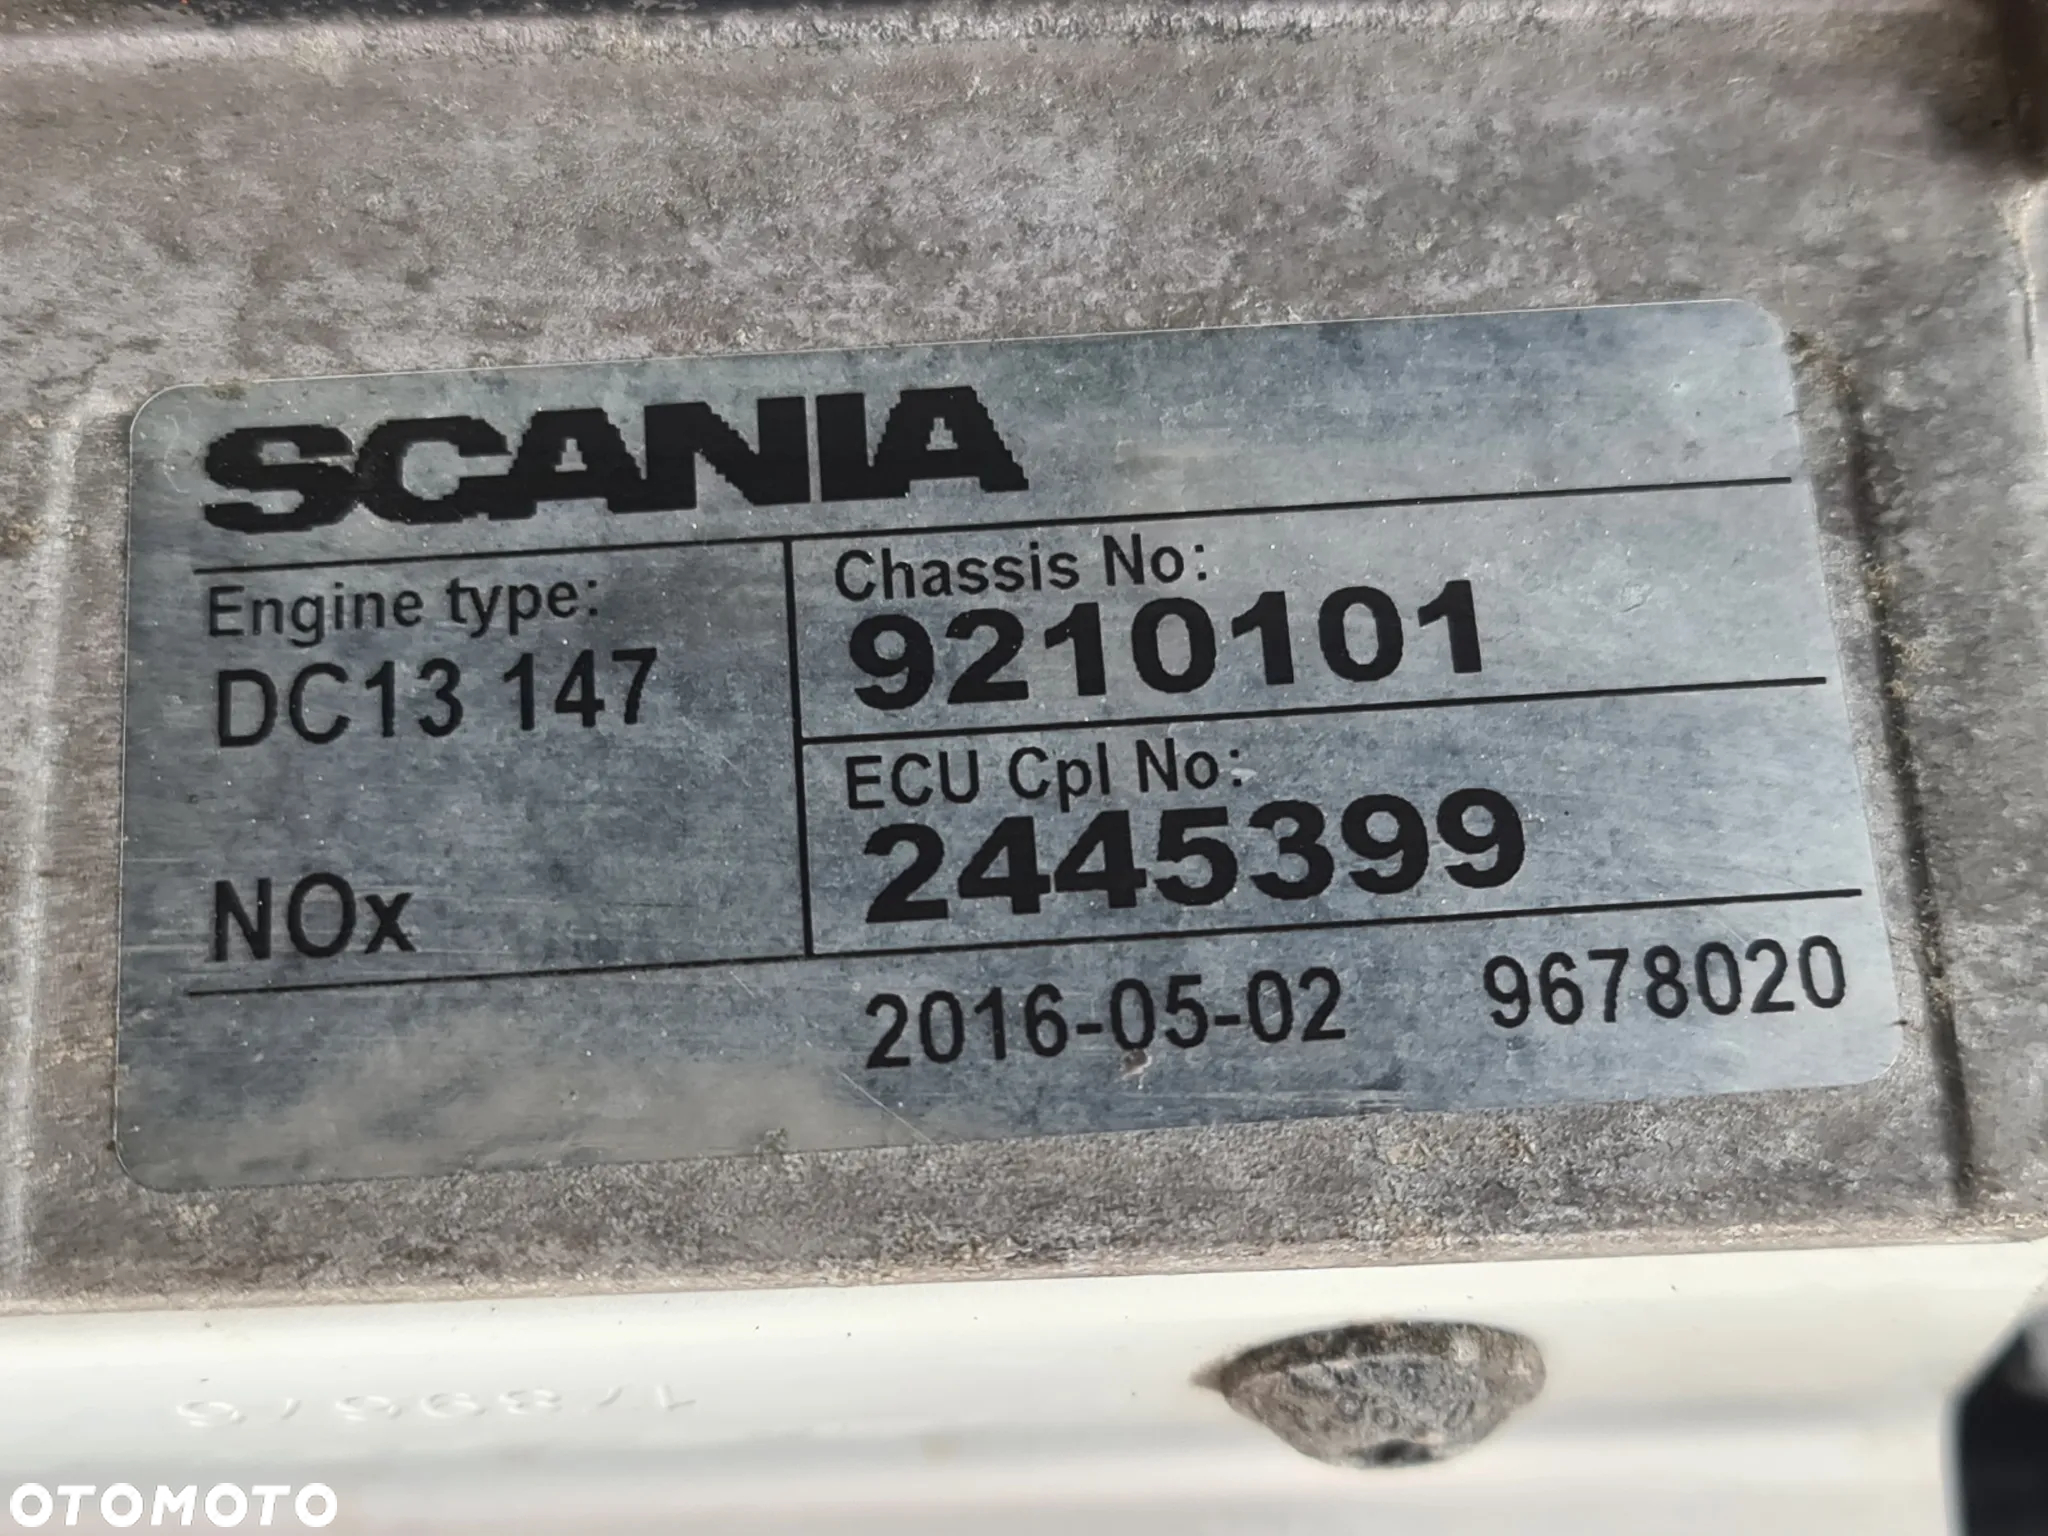 SCANIA
Engine type:
DC13 147
NOx
Chassis No:
9210101
ECU Cpl No:
2445399
2016-05-02 9678020
OTOMOTO